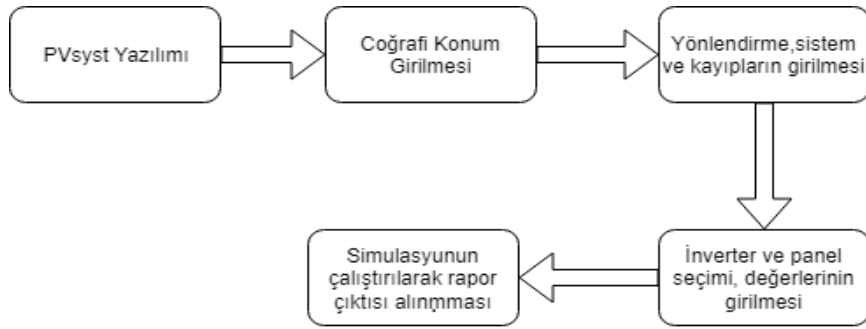 PVsyst Yazılımı
Coğrafi Konum
Girilmesi
Yönlendirme,sistem
ve kayıpların girilmesi
İnverter ve panel
seçimi, değerlerinin
girilmesi
Simulasyunun
çalıştırılarak rapor
çıktısı alınmması